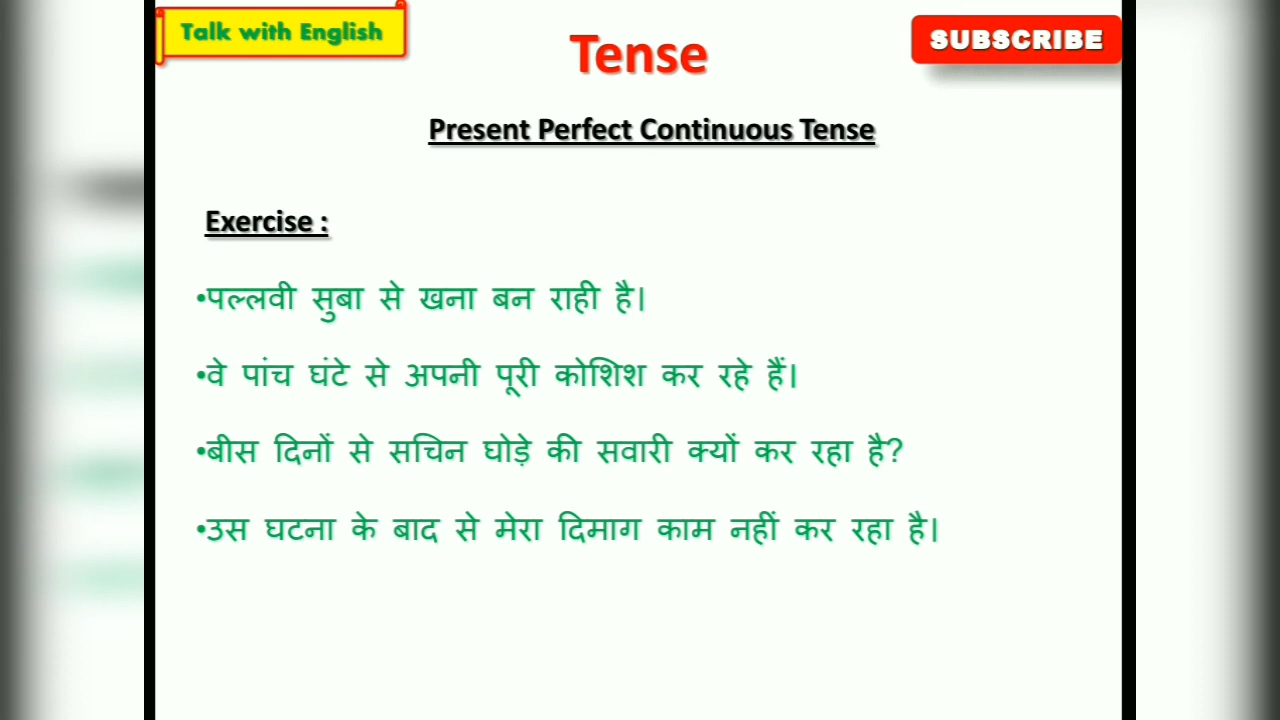 Talk with English
Tense
SUBSCRIBE
Present Perfect Continuous Tense
Exercise :
•पल्लवी सुबा से खना बन राही है।
•वे पांच घंटे से अपनी पूरी कोशिश कर रहे हैं।
•बीस दिनों से सचिन घोड़े की सवारी क्यों कर रहा है?
•उस घटना के बाद से मेरा दिमाग काम नहीं कर रहा है।